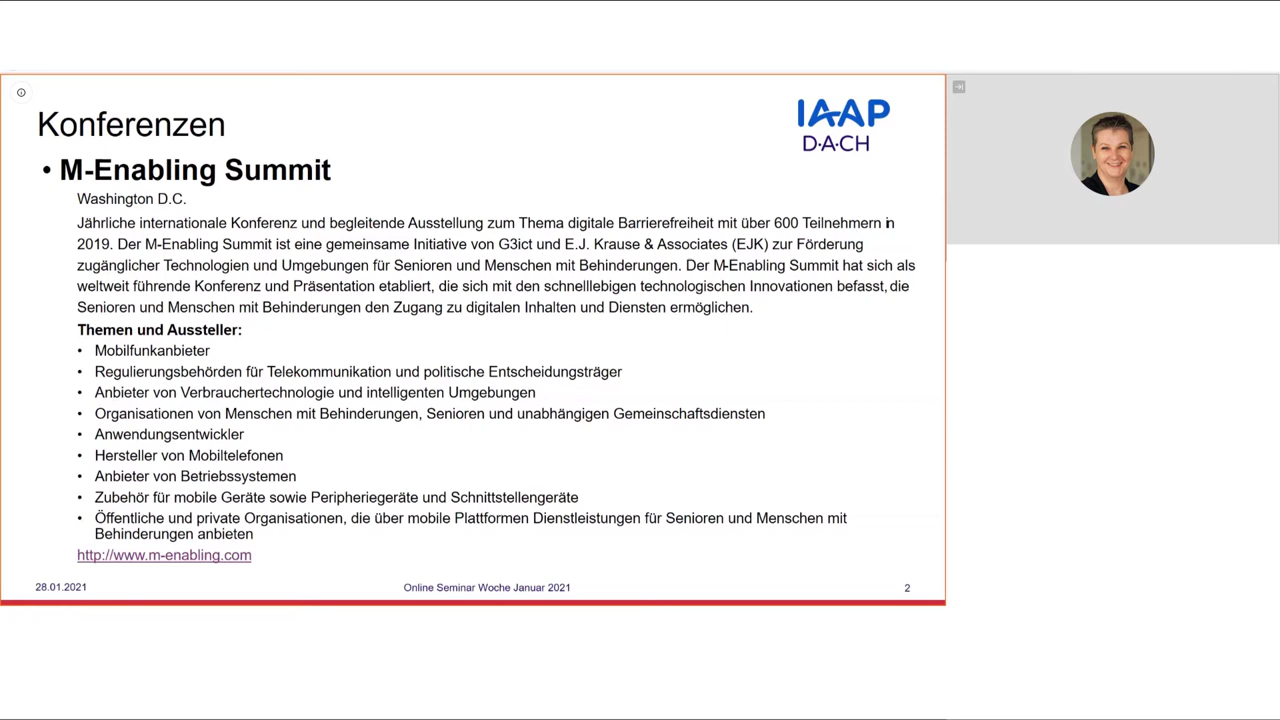 Konferenzen
IAAP
D·A·CH
• M-Enabling Summit
Washington D.C.
Jährliche internationale Konferenz und begleitende Ausstellung zum Thema digitale Barrierefreiheit mit über 600 Teilnehmern in
2019. Der M-Enabling Summit ist eine gemeinsame Initiative von G3ict und E.J. Krause & Associates (EJK) zur Förderung
zugänglicher Technologien und Umgebungen für Senioren und Menschen mit Behinderungen. Der M-Enabling Summit hat sich als
weltweit führende Konferenz und Präsentation etabliert, die sich mit den schnelllebigen technologischen Innovationen befasst, die
Senioren und Menschen mit Behinderungen den Zugang zu digitalen Inhalten und Diensten ermöglichen.
Themen und Aussteller:
• Mobilfunkanbieter
• Regulierungsbehörden für Telekommunikation und politische Entscheidungsträger
• Anbieter von Verbrauchertechnologie und intelligenten Umgebungen
• Organisationen von Menschen mit Behinderungen, Senioren und unabhängigen Gemeinschaftsdiensten
• Anwendungsentwickler
• Hersteller von Mobiltelefonen
• Anbieter von Betriebssystemen
• Zubehör für mobile Geräte sowie Peripheriegeräte und Schnittstellengeräte
• Öffentliche und private Organisationen, die über mobile Plattformen Dienstleistungen für Senioren und Menschen mit
Behinderungen anbieten
http://www.m-enabling.com
28.01.2021
Online Seminar Woche Januar 2021
2